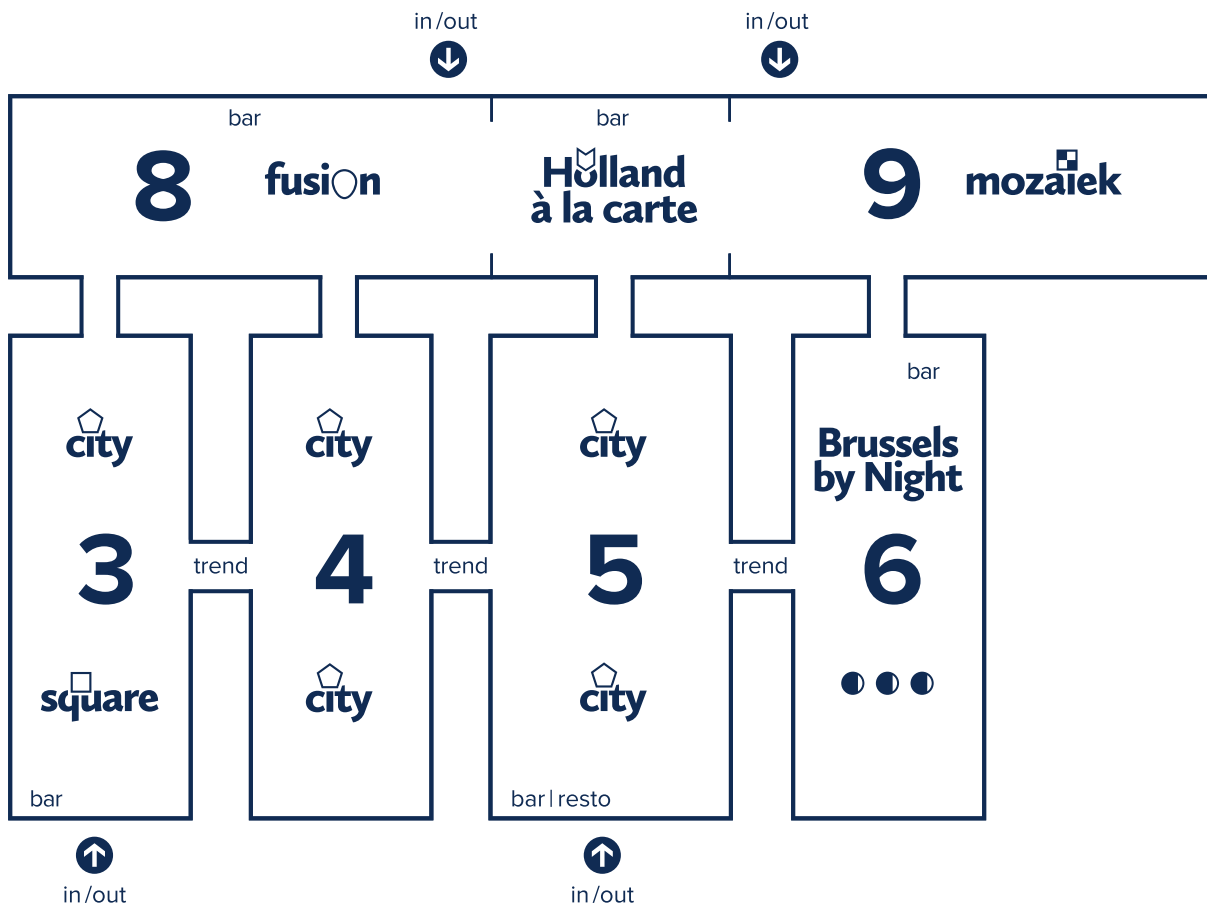 in/out
in/out
bar
bar
8
fusion
Holland
à la carte
9
mozaïek
bar
city
city
city
Brussels
by Night
3
trend
4
trend
5
trend
6
square
city
city
bar
bar | resto
in/out
in/out